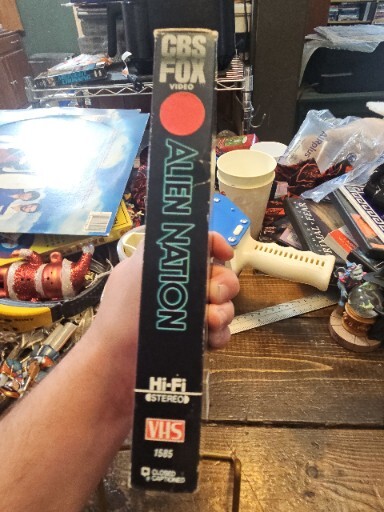 CBS
FOX
VIDEO
ALIEN NATION
Hi-Fi
STEREO
VHS
1585
CLOSED
CAPTIONED